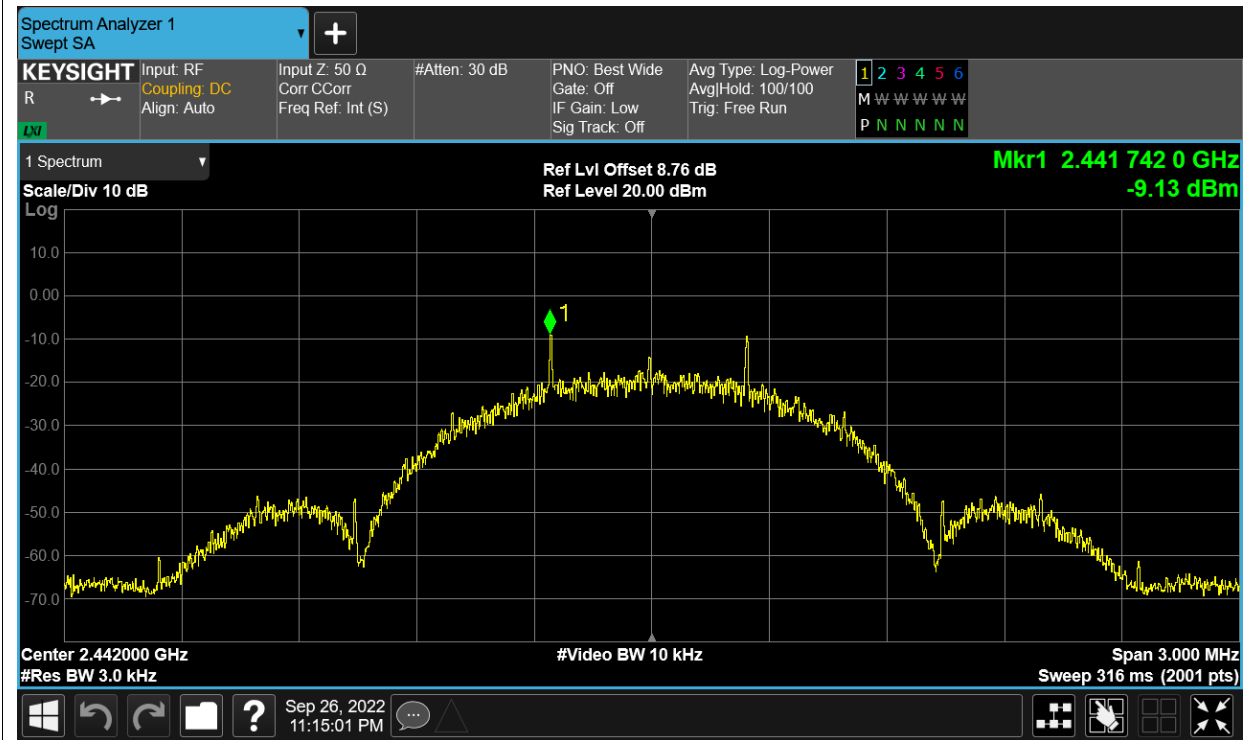 Spectrum Analyzer 1
Swept SA
KEYSIGHT
R
LXI
Input: RF
Coupling: DC
Align: Auto
Input Z: 50 Ω
Corr CCorr
Freq Ref: Int (S)
#Atten: 30 dB
PNO: Best Wide
Gate: Off
IF Gain: Low
Sig Track: Off
Avg Type: Log-Power
Avg|Hold: 100/100
Trig: Free Run
1 2 3 4 5 6
M W W W W W
P N N N N N
1 Spectrum
Scale/Div 10 dB
Log
Ref Lvl Offset 8.76 dB
Ref Level 20.00 dBm
Mkr1 2.441 742 0 GHz
-9.13 dBm
10.0
0.00
1
-10.0
-20.0
-30.0
-40.0
-50.0
-60.0
-70.0
Center 2.442000 GHz
#Video BW 10 kHz
Span 3.000 MHz
#Res BW 3.0 kHz
Sweep 316 ms (2001 pts)
?
Sep 26, 2022
11:15:01 PM